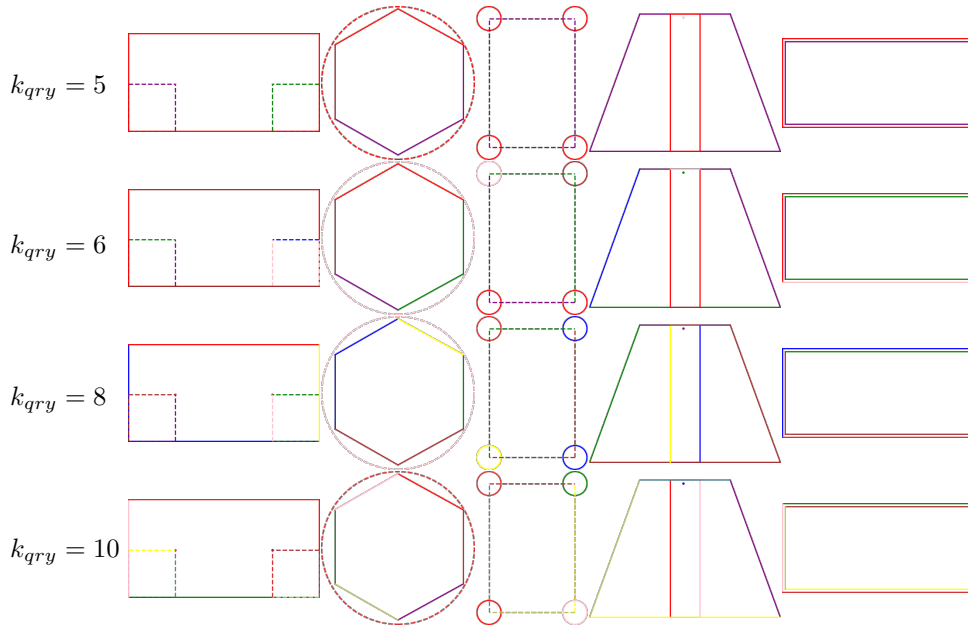 k_{qry} = 5
k_{qry} = 6
k_{qry} = 8
k_{qry} = 10